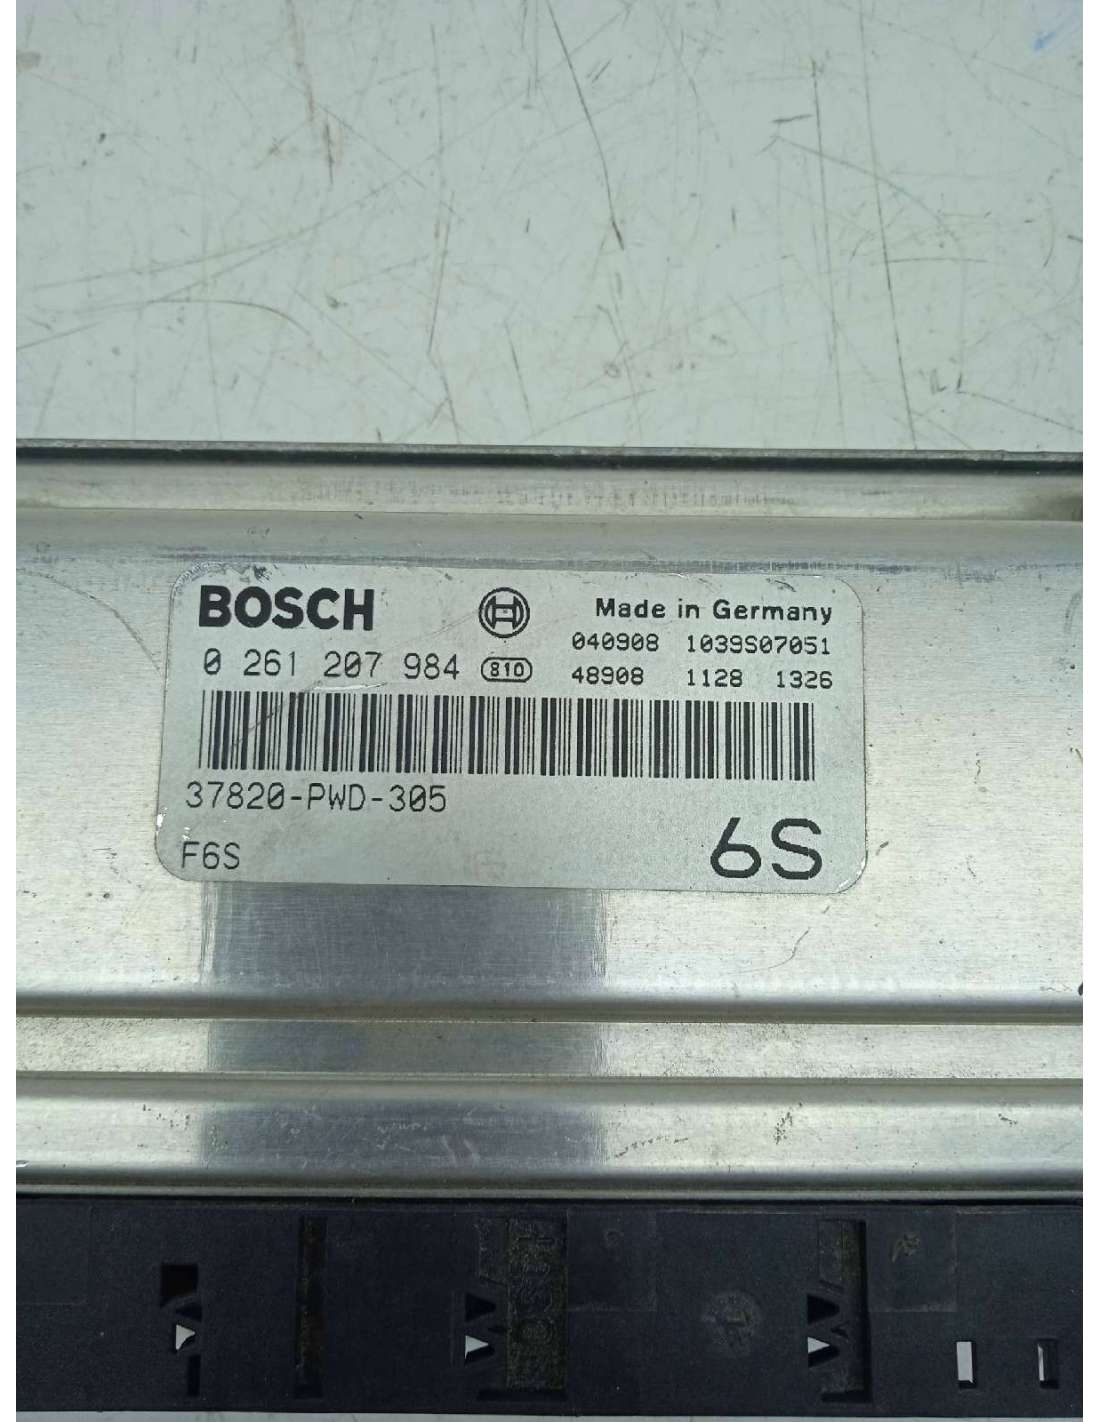 BOSCH
Made in Germany
040908 1039S07051
0 261 207 984 810
48908 1128 1326
37820-PWD-305
6S
F6S